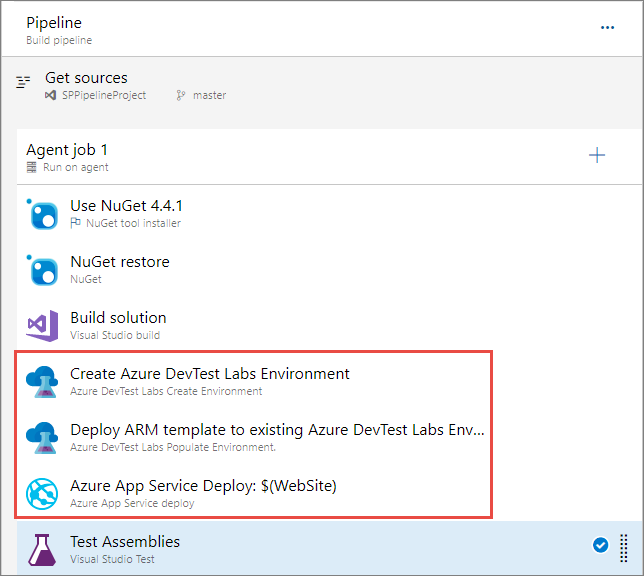 Pipeline
Build pipeline
Get sources
SPPipelineProject master
Agent job 1
Run on agent
Use NuGet 4.4.1
NuGet tool installer
NuGet restore
NuGet
Build solution
Visual Studio build
Create Azure DevTest Labs Environment
Azure DevTest Labs Create Environment
Deploy ARM template to existing Azure DevTest Labs Env...
Azure DevTest Labs Populate Environment.
Azure App Service Deploy: $(WebSite)
Azure App Service deploy
Test Assemblies
Visual Studio Test